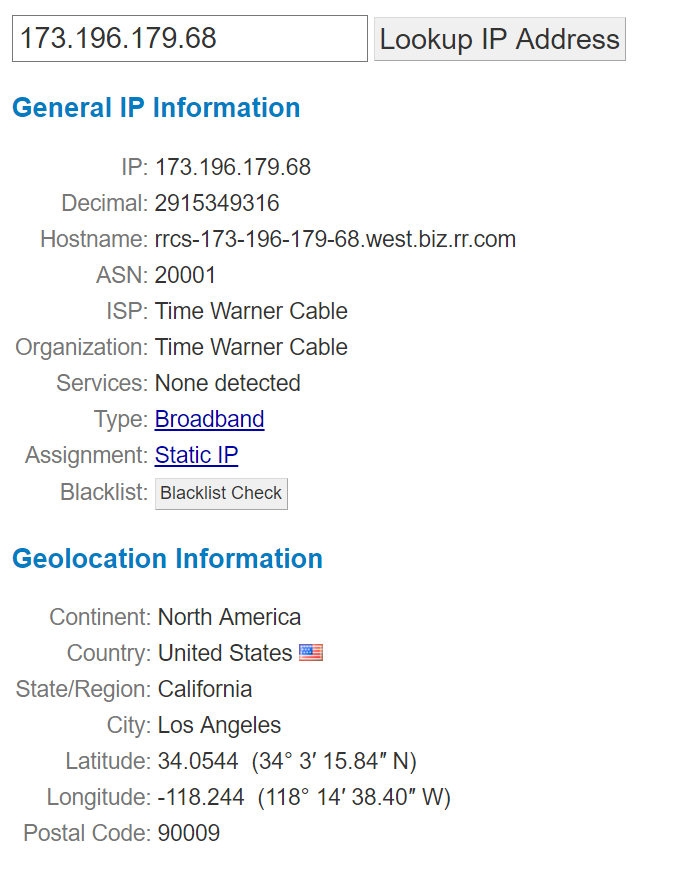 173.196.179.68 Lookup IP Address
General IP Information
IP: 173.196.179.68
Decimal: 2915349316
Hostname: rrcs-173-196-179-68.west.biz.rr.com
ASN: 20001
ISP: Time Warner Cable
Organization: Time Warner Cable
Services: None detected
Type: Broadband
Assignment: Static IP
Blacklist: Blacklist Check
Geolocation Information
Continent: North America
Country: United States
State/Region: California
City: Los Angeles
Latitude: 34.0544 (34° 3′ 15.84″ N)
Longitude: -118.244 (118° 14′ 38.40″ W)
Postal Code: 90009